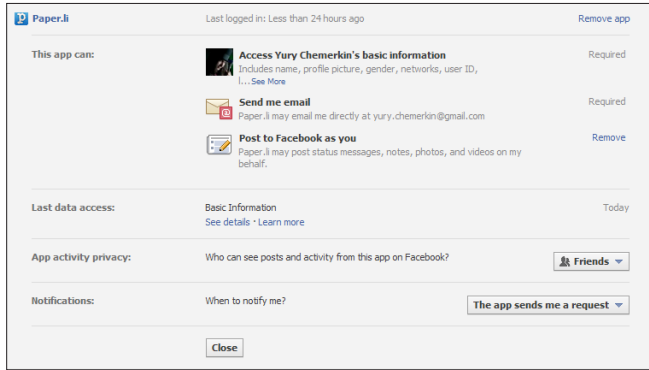 Paper.li Last logged in: Less than 24 hours ago Remove app
This app can: Access Yury Chemerkin's basic information Required
Includes name, profile picture, gender, networks, user ID,
l... See More
Send me email Required
Paper.li may email me directly at yury.chemerkin@gmail.com
Post to Facebook as you Remove
Paper.li may post status messages, notes, photos, and videos on my
behalf.
Last data access: Basic Information Today
See details · Learn more
App activity privacy: Who can see posts and activity from this app on Facebook? Friends
Notifications: When to notify me? The app sends me a request
Close